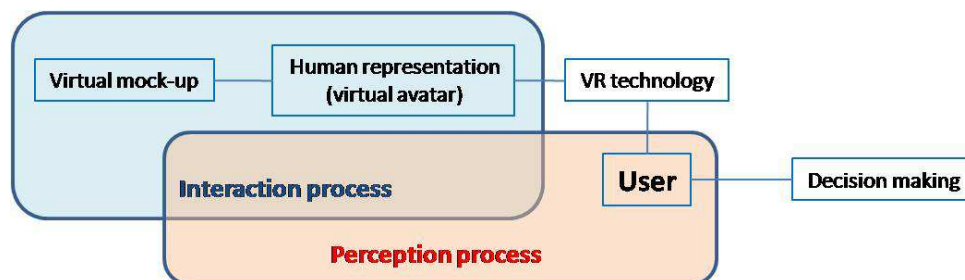 Virtual mock-up
Human representation
(virtual avatar)
VR technology
User
Decision making
Interaction process
Perception process